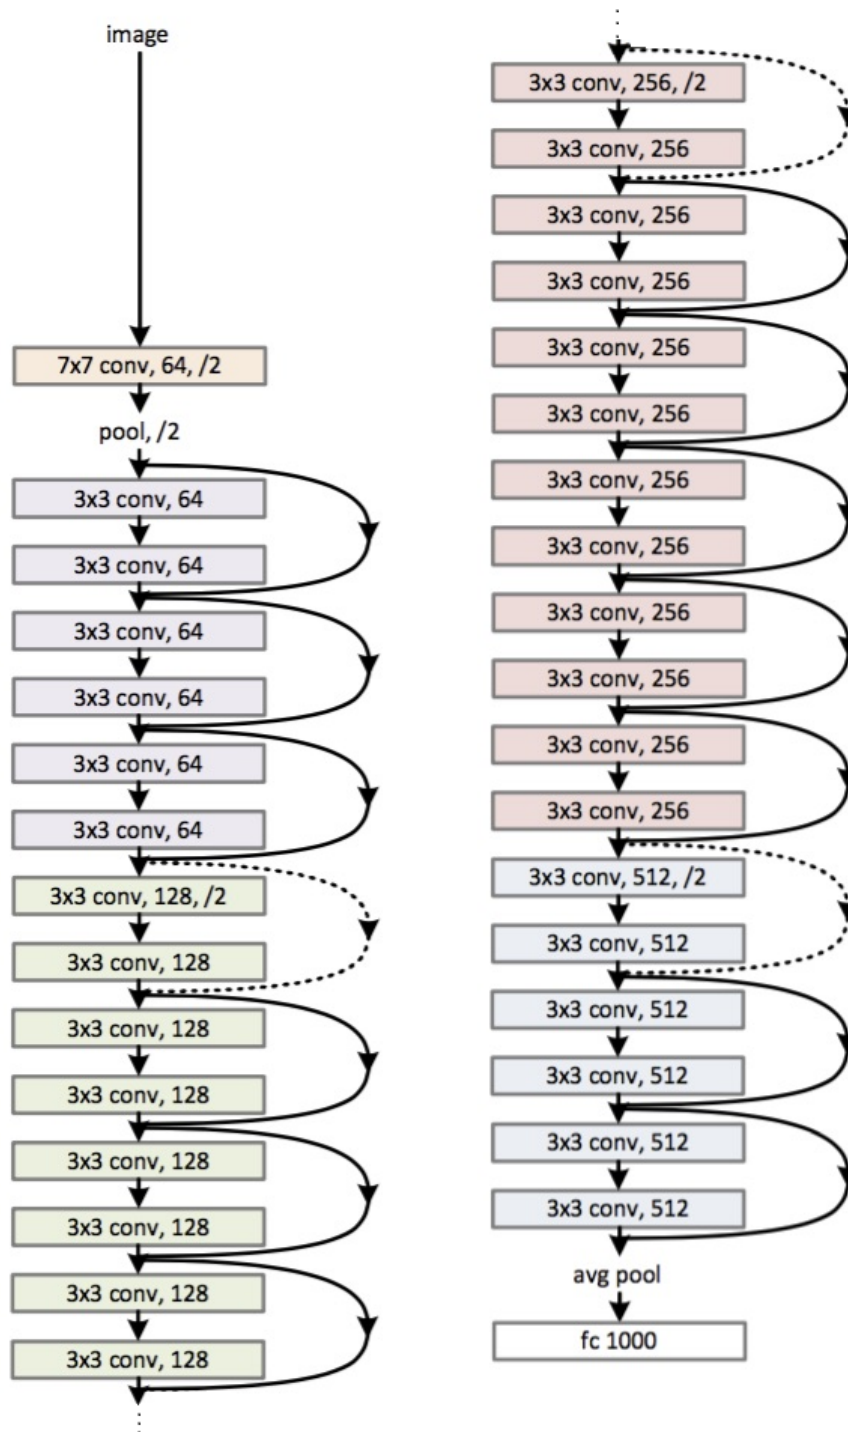 image
7x7 conv, 64, /2
pool, /2
3x3 conv, 64
3x3 conv, 64
3x3 conv, 64
3x3 conv, 64
3x3 conv, 64
3x3 conv, 64
3x3 conv, 128, /2
3x3 conv, 128
3x3 conv, 128
3x3 conv, 128
3x3 conv, 128
3x3 conv, 128
3x3 conv, 128
3x3 conv, 128
3x3 conv, 256, /2
3x3 conv, 256
3x3 conv, 256
3x3 conv, 256
3x3 conv, 256
3x3 conv, 256
3x3 conv, 256
3x3 conv, 256
3x3 conv, 256
3x3 conv, 256
3x3 conv, 256
3x3 conv, 256
3x3 conv, 512, /2
3x3 conv, 512
3x3 conv, 512
3x3 conv, 512
3x3 conv, 512
3x3 conv, 512
avg pool
fc 1000